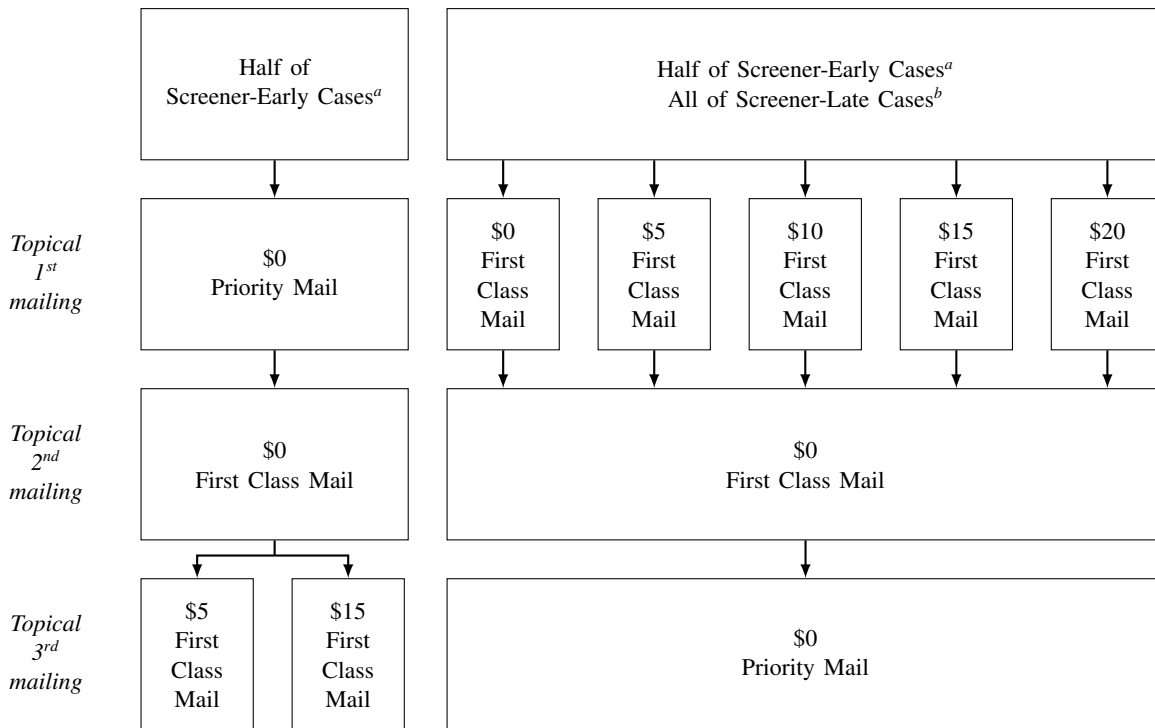 Half of
Screener-Early Cases^a
Half of Screener-Early Cases^a
All of Screener-Late Cases^b
Topical
1^st
mailing
$0
Priority Mail
$0
First
Class
Mail
$5
First
Class
Mail
$10
First
Class
Mail
$15
First
Class
Mail
$20
First
Class
Mail
Topical
2^nd
mailing
$0
First Class Mail
$0
First Class Mail
Topical
3^rd
mailing
$5
First
Class
Mail
$15
First
Class
Mail
$0
Priority Mail